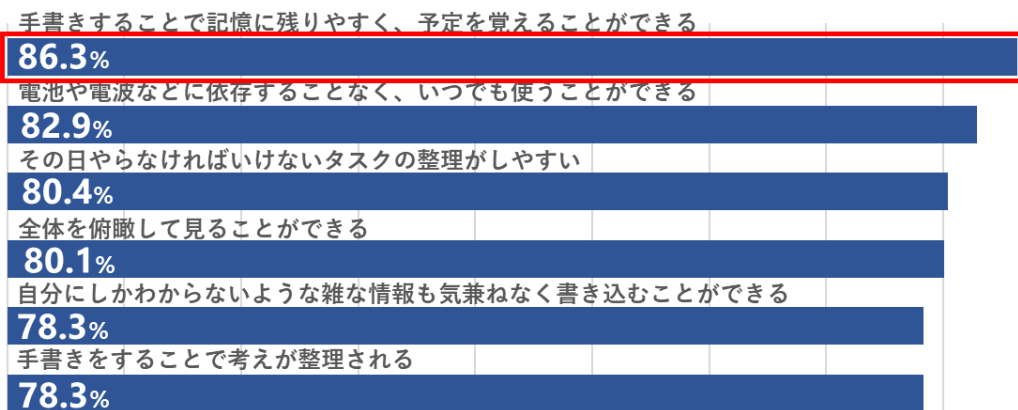 手書きすることで記憶に残りやすく、予定を覚えることができる
86.3%
電池や電波などに依存することなく、いつでも使うことができる
82.9%
その日やらなければいけないタスクの整理がしやすい
80.4%
全体を俯瞰して見ることができる
80.1%
自分にしかわからないような雑な情報も気兼ねなく書き込むことができる
78.3%
手書きをすることで考えが整理される
78.3%